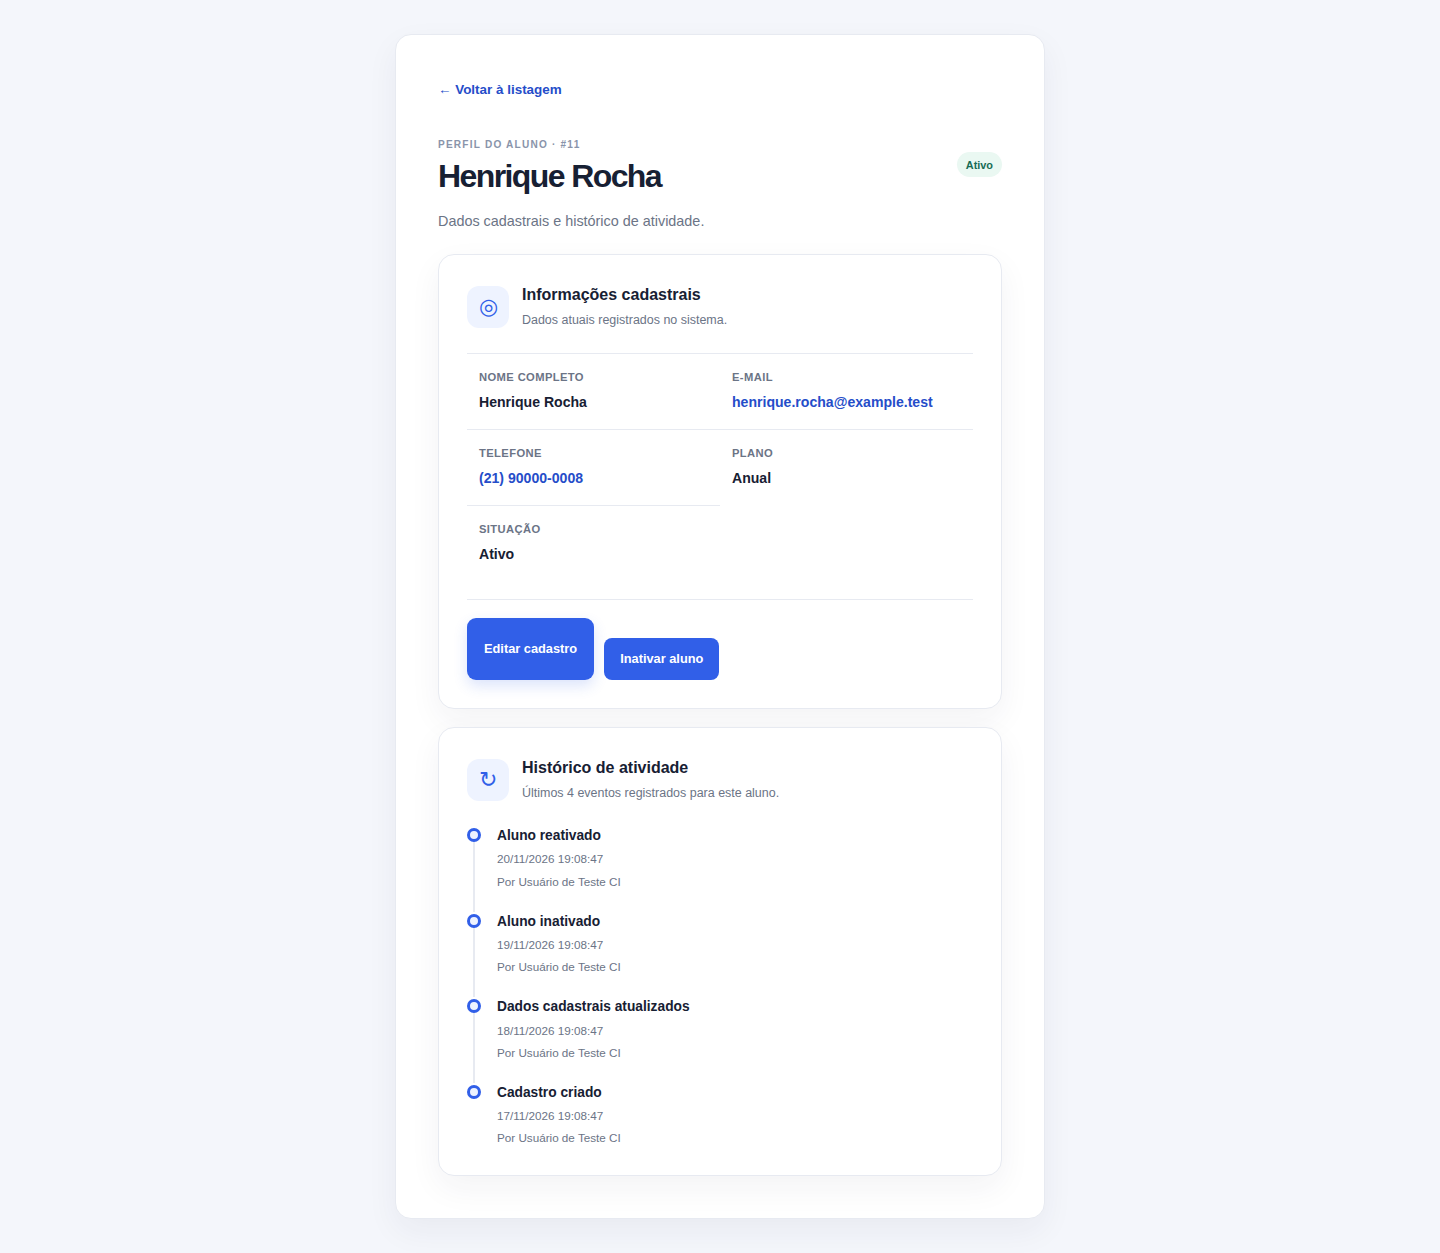 ← Voltar à listagem
PERFIL DO ALUNO · #11
Henrique Rocha
Ativo
Dados cadastrais e histórico de atividade.
Informações cadastrais
Dados atuais registrados no sistema.
NOME COMPLETO
Henrique Rocha
E-MAIL
henrique.rocha@example.test
TELEFONE
(21) 90000-0008
PLANO
Anual
SITUAÇÃO
Ativo
Editar cadastro
Inativar aluno
Histórico de atividade
Últimos 4 eventos registrados para este aluno.
Aluno reativado
20/11/2026 19:08:47
Por Usuário de Teste CI
Aluno inativado
19/11/2026 19:08:47
Por Usuário de Teste CI
Dados cadastrais atualizados
18/11/2026 19:08:47
Por Usuário de Teste CI
Cadastro criado
17/11/2026 19:08:47
Por Usuário de Teste CI